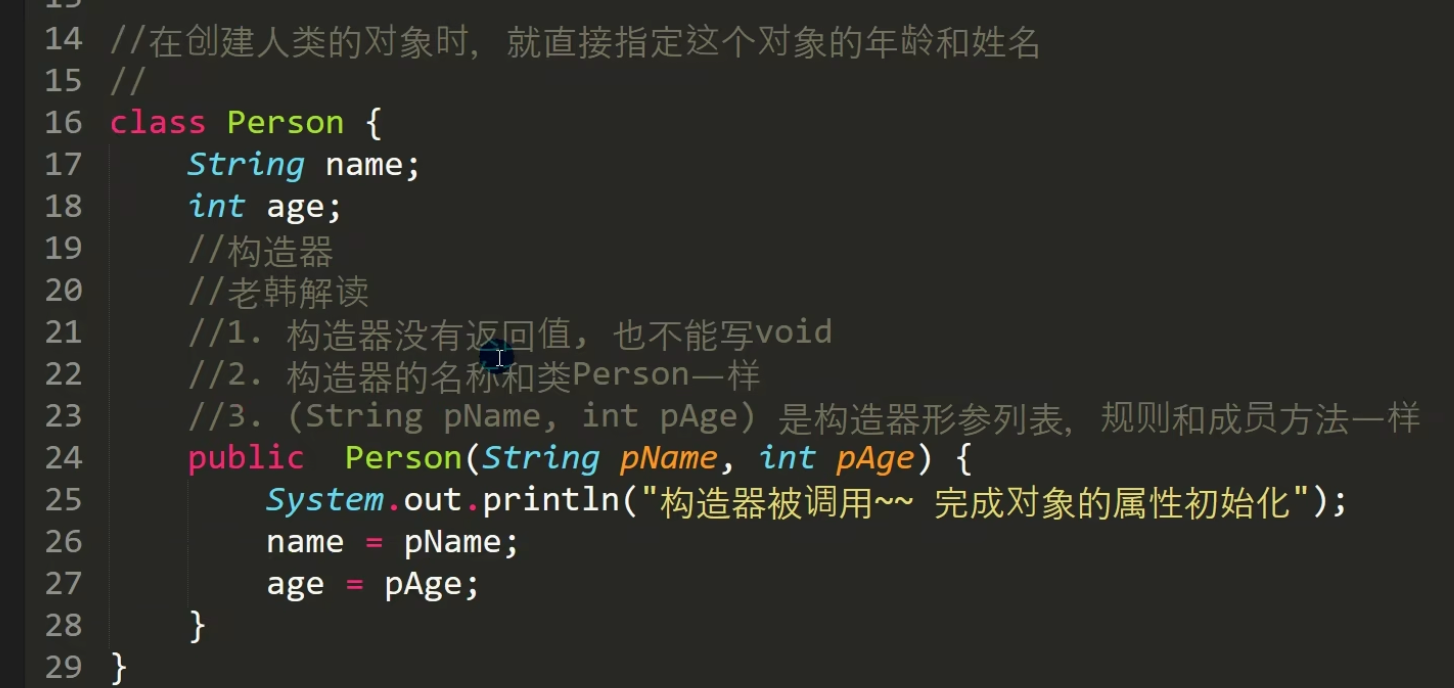 14 //在创建人类的对象时, 就直接指定这个对象的年龄和姓名
15 //
16 class Person {
17     String name;
18     int age;
19     //构造器
20     //老韩解读
21     //1. 构造器没有返回值, 也不能写void
22     //2. 构造器的名称和类Person一样
23     //3. (String pName, int pAge) 是构造器形参列表, 规则和成员方法一样
24     public  Person(String pName, int pAge) {
25         System.out.println("构造器被调用~~ 完成对象的属性初始化");
26         name = pName;
27         age = pAge;
28     }
29 }